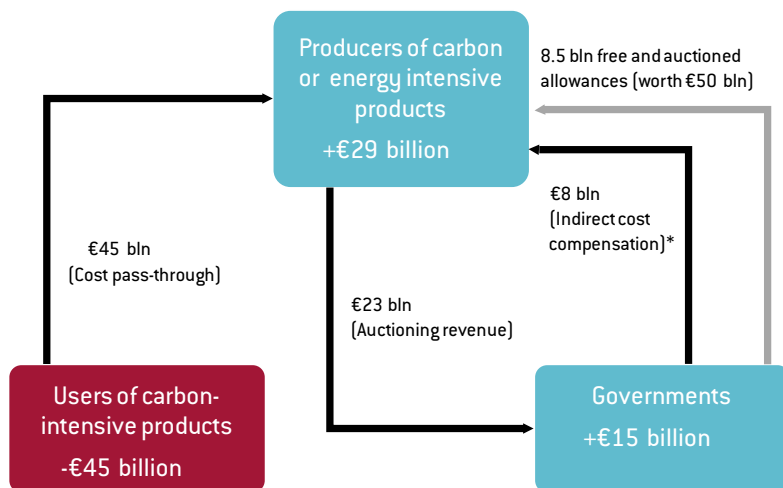 Producers of carbon
or energy intensive
products
+€29 billion
8.5 bln free and auctioned
allowances (worth €50 bln)
€45 bln
(Cost pass-through)
€8 bln
(Indirect cost
compensation)*
€23 bln
(Auctioning revenue)
Users of carbon-
intensive products
-€45 billion
Governments
+€15 billion